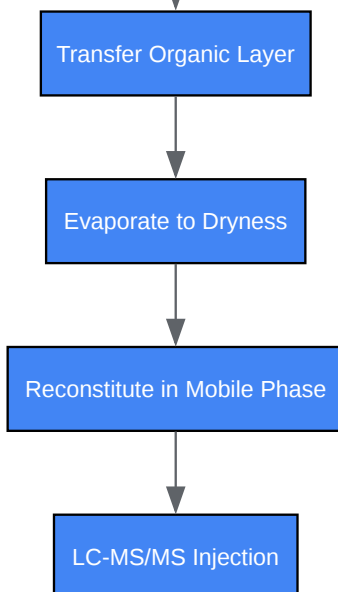 Transfer Organic Layer
Evaporate to Dryness
Reconstitute in Mobile Phase
LC-MS/MS Injection